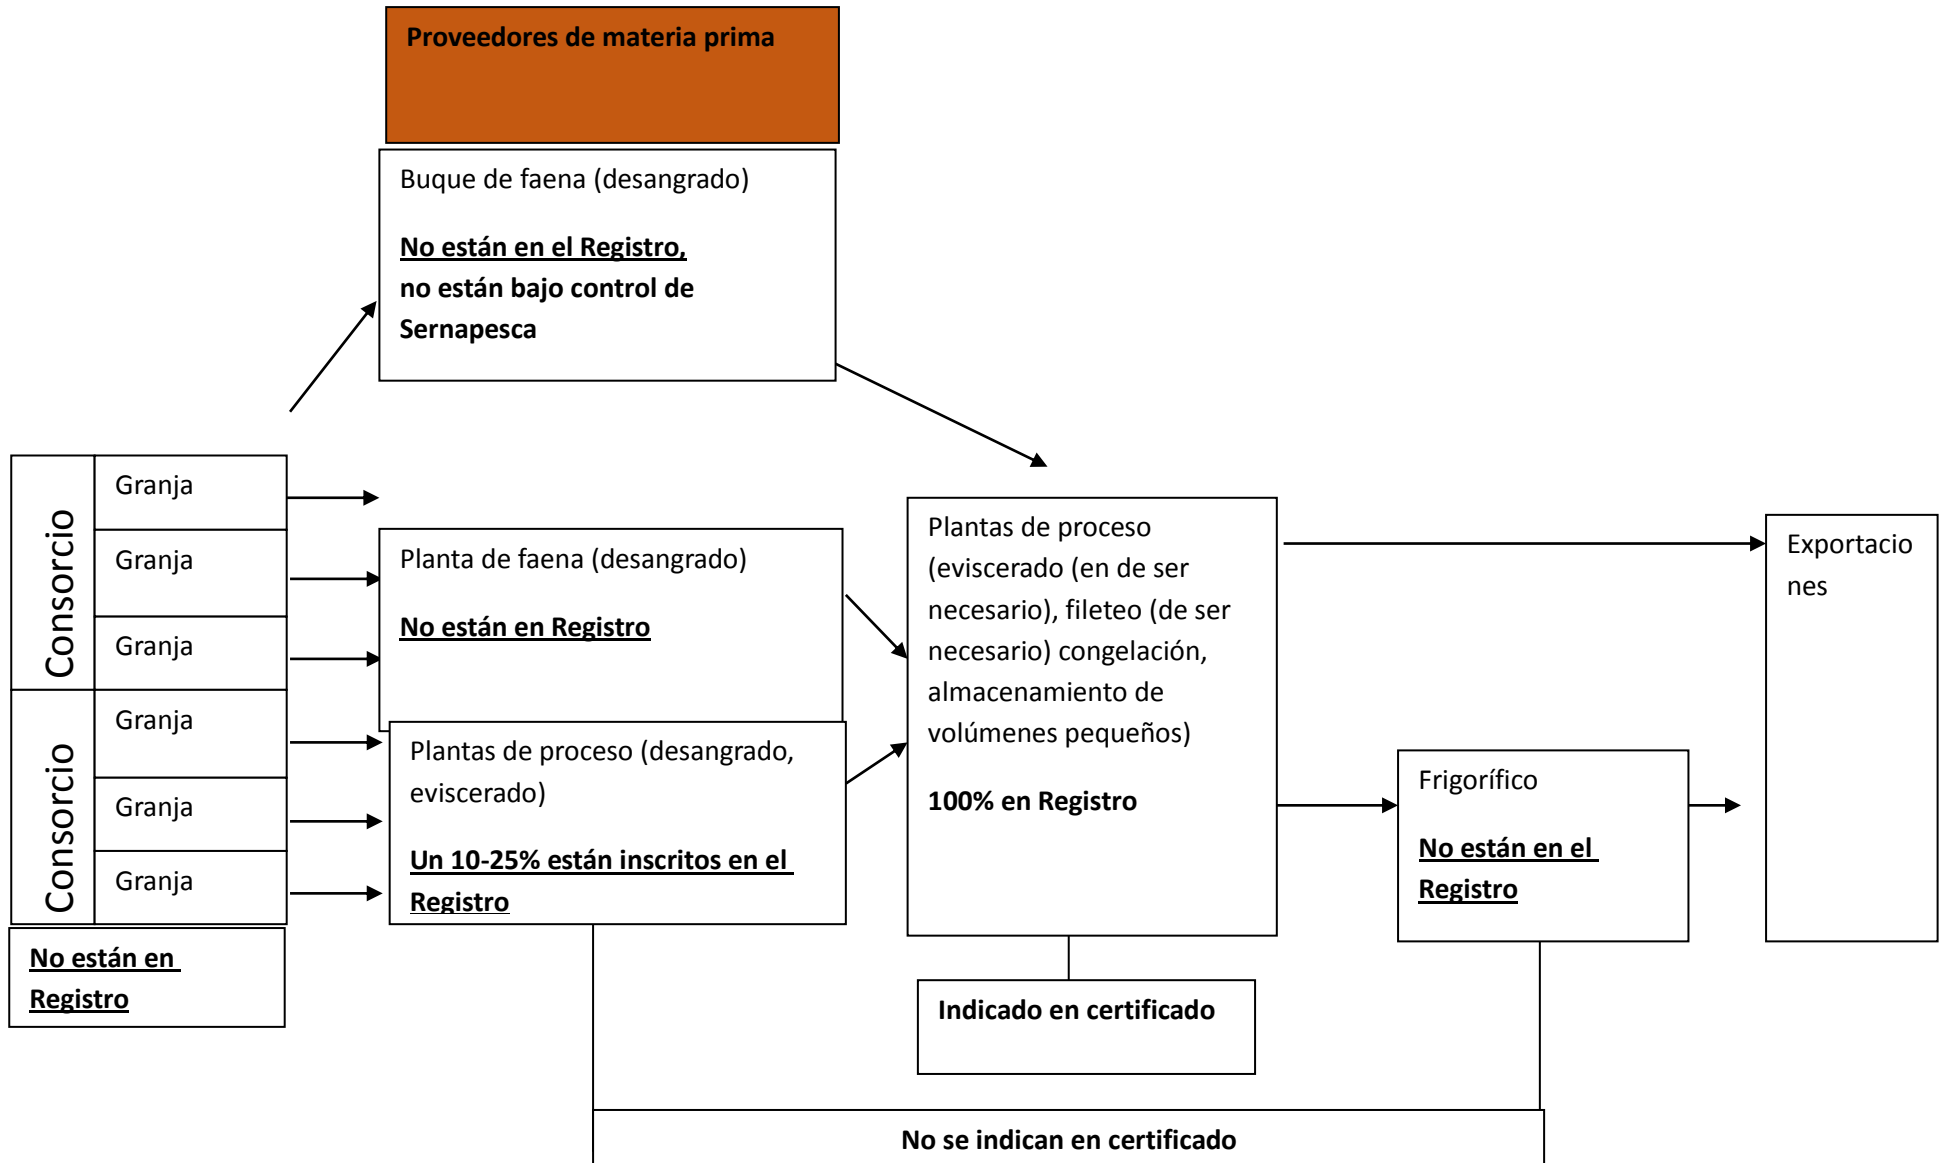 Proveedores de materia prima
Buque de faena (desangrado)
No están en el Registro,
no están bajo control de
Sernapesca
Consorcio
Granja
Granja
Granja
Consorcio
Granja
Granja
Granja
No están en
Registro
Planta de faena (desangrado)
No están en Registro
Plantas de proceso (desangrado,
eviscerado)
Un 10-25% están inscritos en el
Registro
Plantas de proceso
(eviscerado (en de ser
necesario), fileteo (de ser
necesario) congelación,
almacenamiento de
volúmenes pequeños)
100% en Registro
Indicado en certificado
Frigorífico
No están en el
Registro
Exportacio
nes
No se indican en certificado